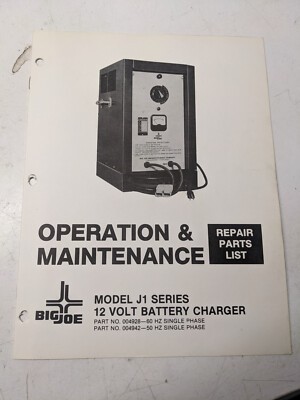 OPERATION &
MAINTENANCE
REPAIR
PARTS
LIST
BIG JOE
MODEL J1 SERIES
12 VOLT BATTERY CHARGER
PART NO. 004928—60 HZ SINGLE PHASE
PART NO. 004942—50 HZ SINGLE PHASE